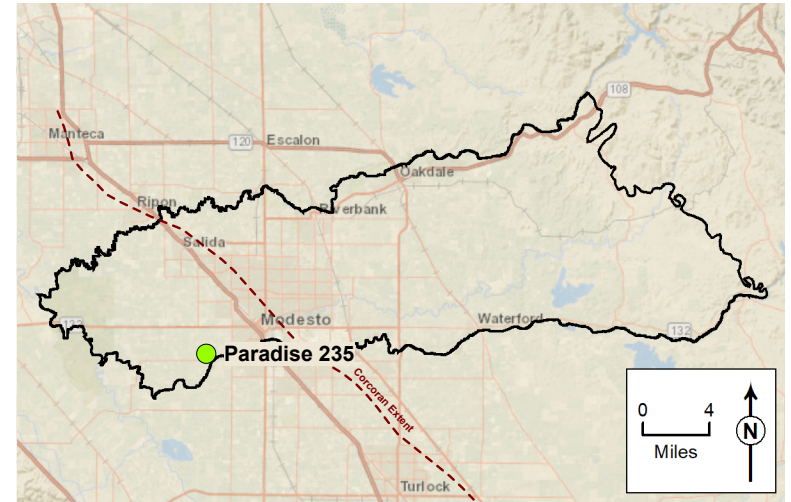 108
Manteca
120
Escalon
Oakdale
Ripon
Riverbank
Salida
132
Modesto
Waterford
132
Paradise 235
Corcoran Extent
0 4
Miles
N
Turlock